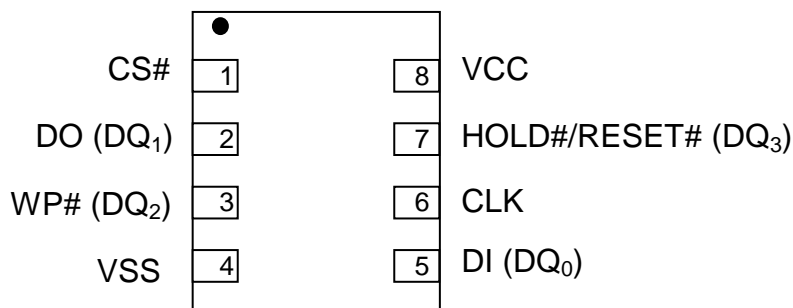 CS# 1 8 VCC
DO (DQ₁) 2 7 HOLD#/RESET# (DQ₃)
WP# (DQ₂) 3 6 CLK
VSS 4 5 DI (DQ₀)